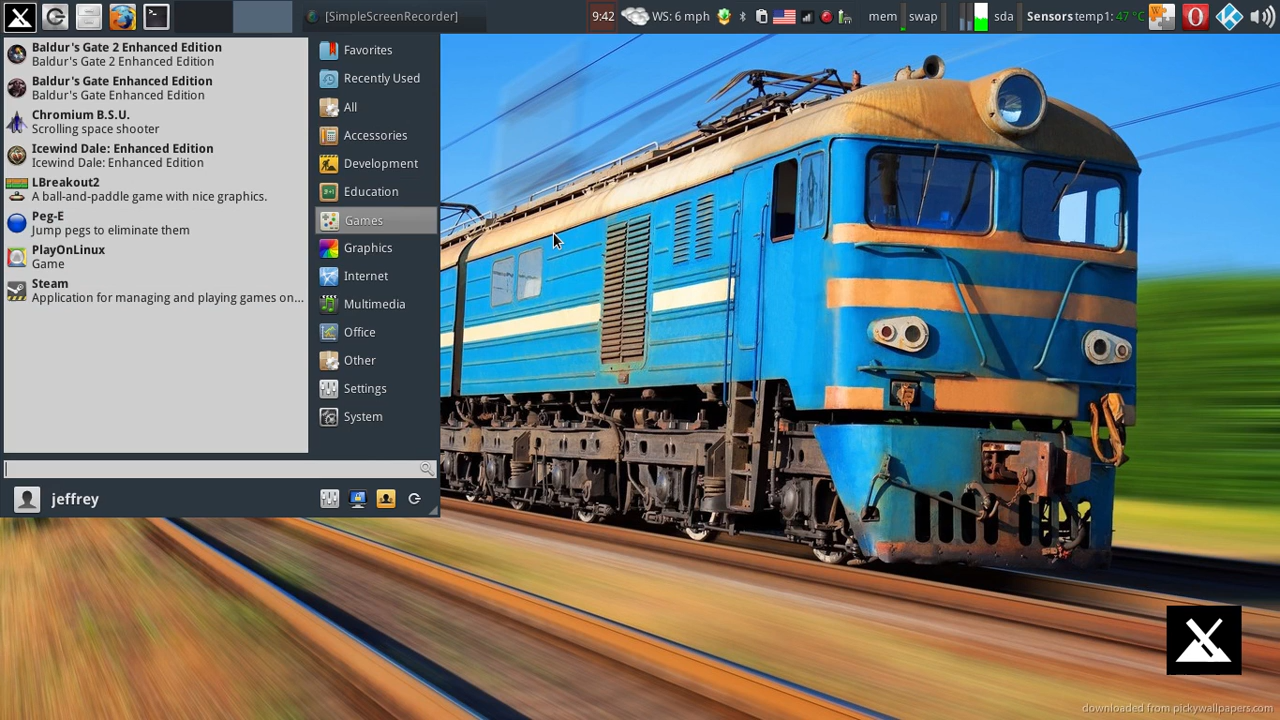 [SimpleScreenRecorder]
9:42
WS: 6 mph
mem
swap
sda
Sensors temp1: 47 °C
Baldur's Gate 2 Enhanced Edition
Baldur's Gate 2 Enhanced Edition
Baldur's Gate Enhanced Edition
Baldur's Gate Enhanced Edition
Chromium B.S.U.
Scrolling space shooter
Icewind Dale: Enhanced Edition
Icewind Dale: Enhanced Edition
LBreakout2
A ball-and-paddle game with nice graphics.
Peg-E
Jump pegs to eliminate them
PlayOnLinux
Game
Steam
Application for managing and playing games on...
Favorites
Recently Used
All
Accessories
Development
Education
Games
Graphics
Internet
Multimedia
Office
Other
Settings
System
jeffrey
downloaded from pickywallpapers.com